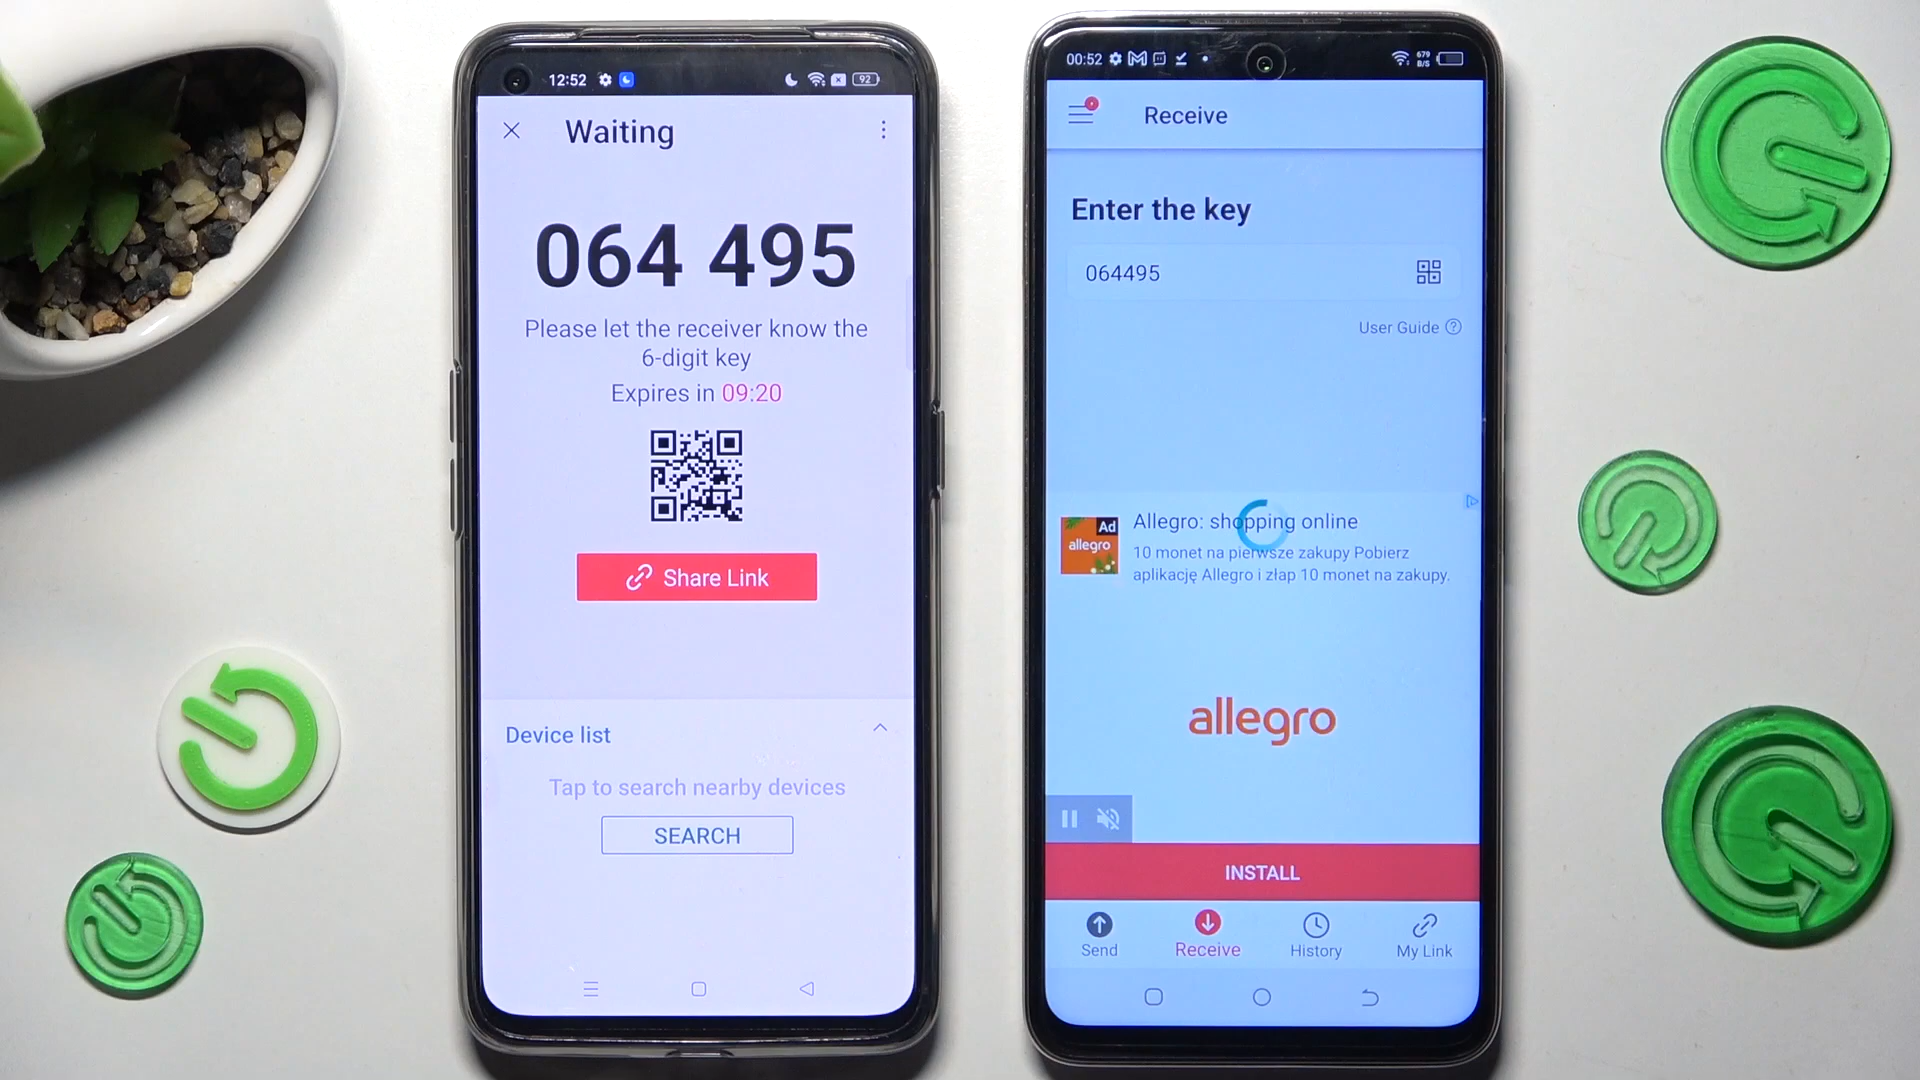 12:52
92
Waiting
064 495
Please let the receiver know the
6-digit key
Expires in 09:20
Share Link
Device list
Tap to search nearby devices
SEARCH
00:52
679
B/S
Receive
Enter the key
064495
User Guide
Ad
allegro
Allegro: shopping online
10 monet na pierwsze zakupy Pobierz
aplikację Allegro i złap 10 monet na zakupy.
allegro
INSTALL
Send
Receive
History
My Link